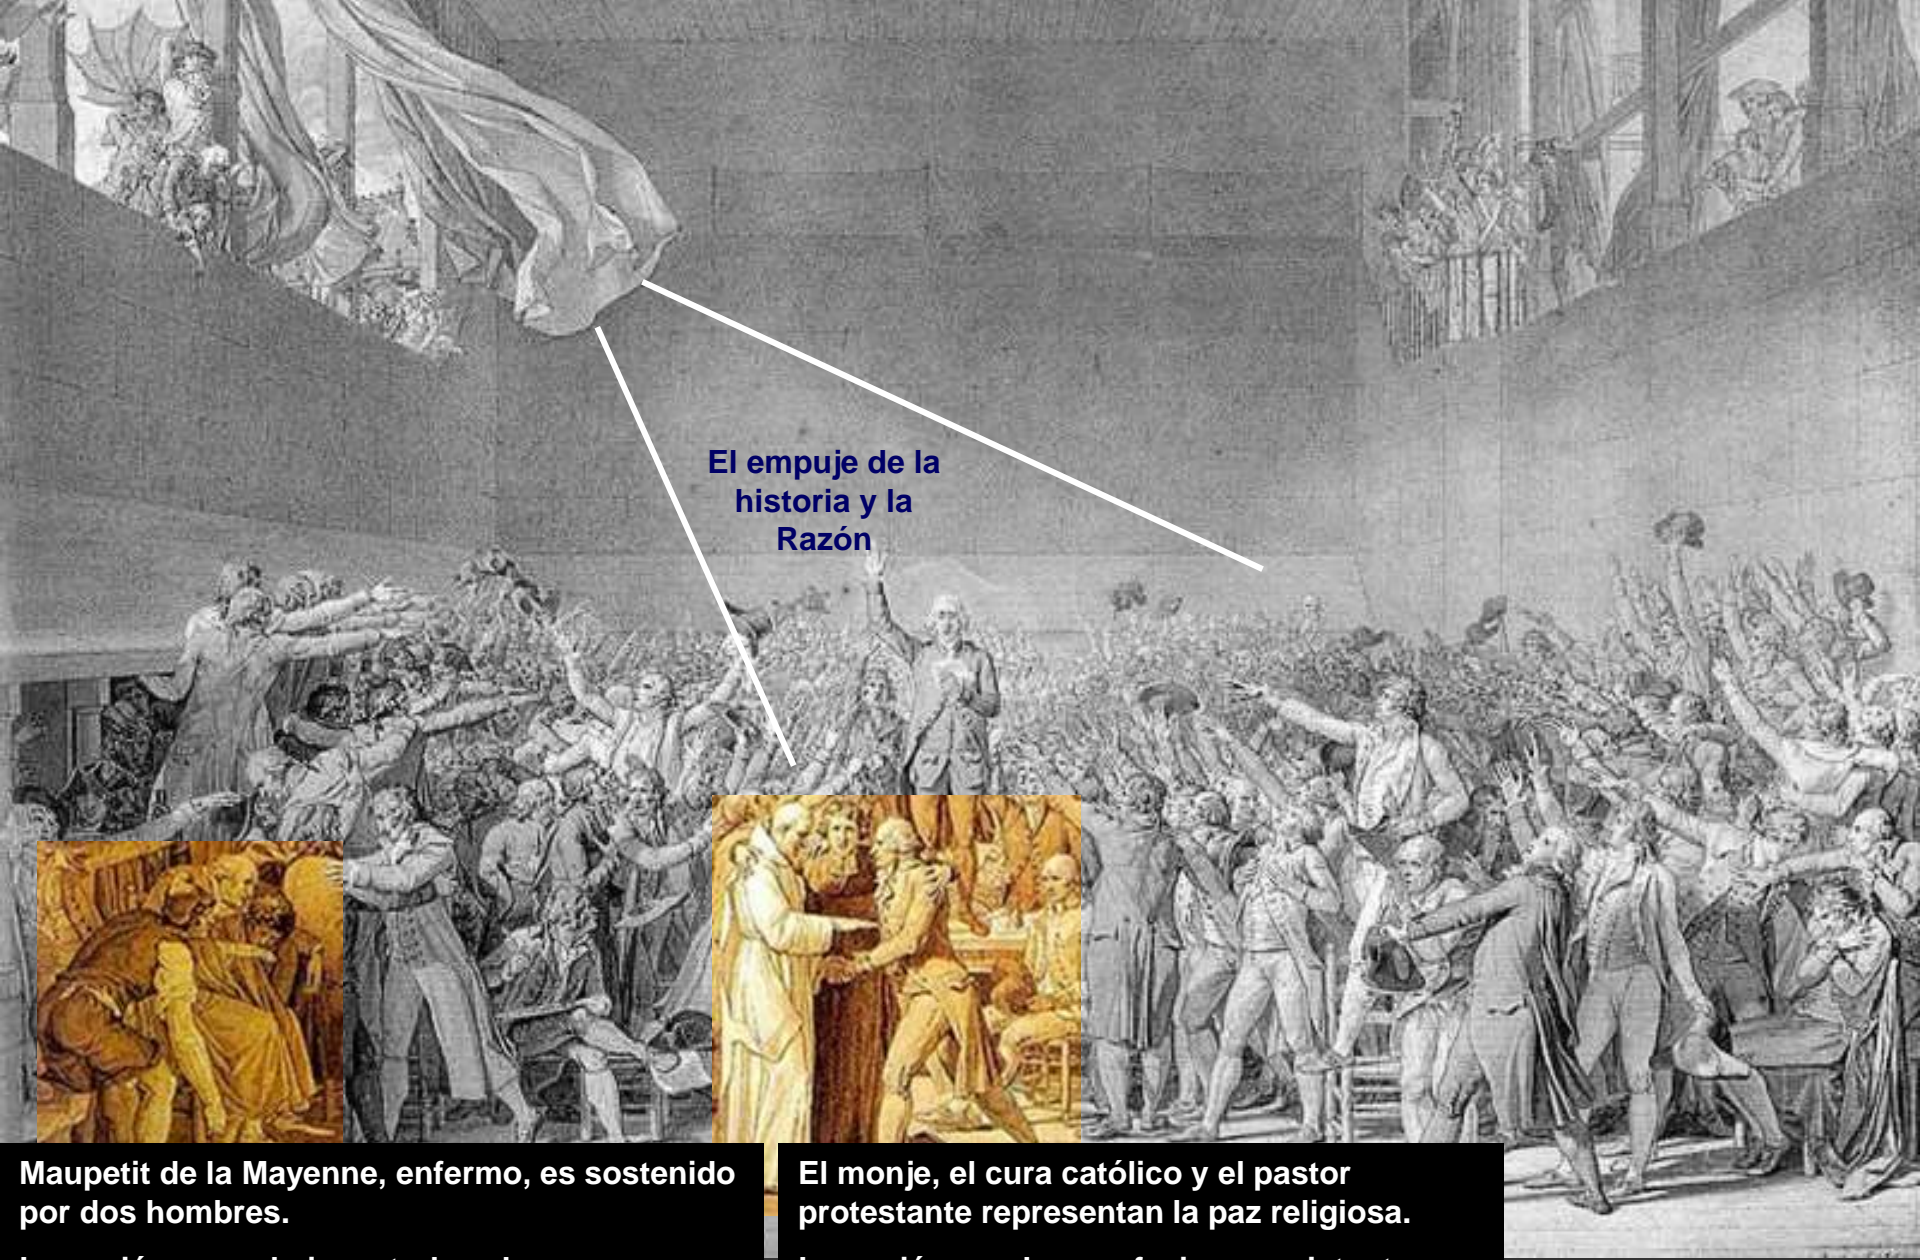 El empuje de la
historia y la
Razón
Maupetit de la Mayenne, enfermo, es sostenido
por dos hombres.
El monje, el cura católico y el pastor
protestante representan la paz religiosa.